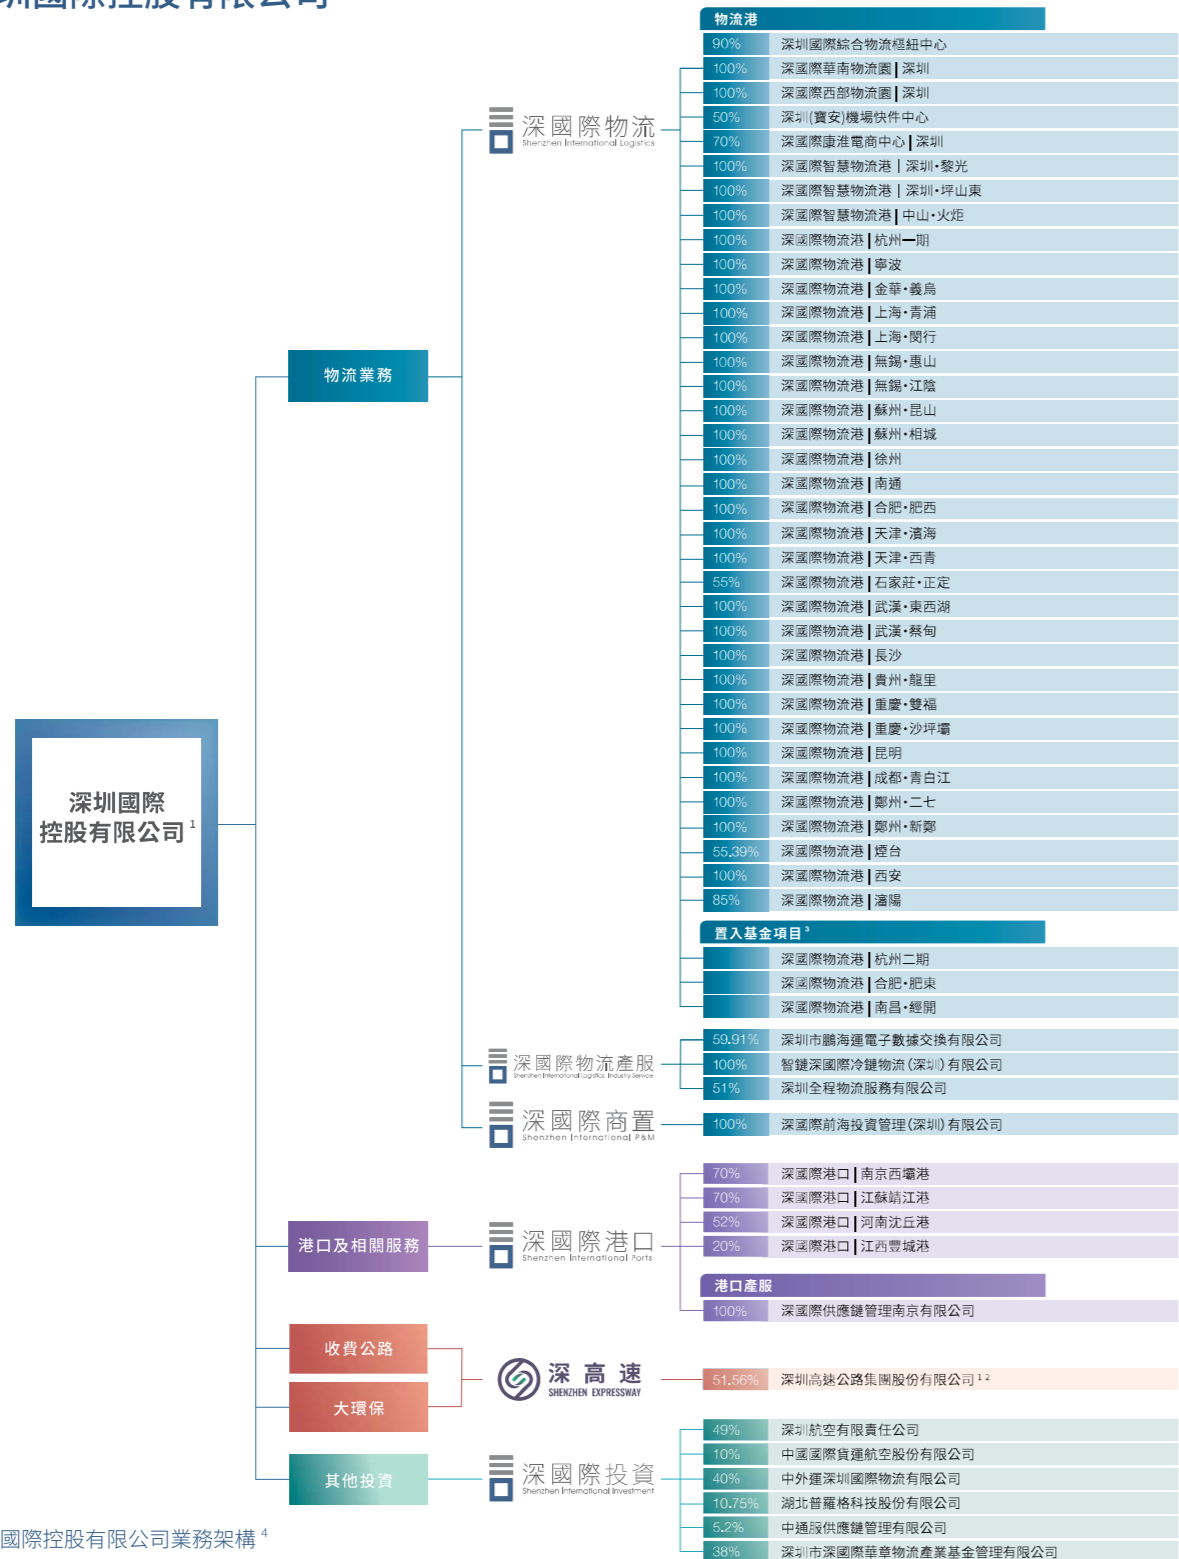 圳國際控股有限公司
物流港
90% 深圳國際綜合物流樞紐中心
100% 深國際華南物流園 | 深圳
100% 深國際西部物流園 | 深圳
50% 深圳(寶安)機場快件中心
70% 深國際康淮電商中心 | 深圳
100% 深國際智慧物流港 | 深圳•黎光
100% 深國際智慧物流港 | 深圳•坪山東
100% 深國際智慧物流港 | 中山•火炬
100% 深國際物流港 | 杭州一期
100% 深國際物流港 | 寧波
100% 深國際物流港 | 金華•義烏
100% 深國際物流港 | 上海•青浦
100% 深國際物流港 | 上海•閔行
100% 深國際物流港 | 無錫•惠山
100% 深國際物流港 | 無錫•江陰
100% 深國際物流港 | 蘇州•昆山
100% 深國際物流港 | 蘇州•相城
100% 深國際物流港 | 徐州
100% 深國際物流港 | 南通
100% 深國際物流港 | 合肥•肥西
100% 深國際物流港 | 天津•濱海
100% 深國際物流港 | 天津•西青
55% 深國際物流港 | 石家莊•正定
100% 深國際物流港 | 武漢•東西湖
100% 深國際物流港 | 武漢•蔡甸
100% 深國際物流港 | 長沙
100% 深國際物流港 | 貴州•龍里
100% 深國際物流港 | 重慶•雙福
100% 深國際物流港 | 重慶•沙坪壩
100% 深國際物流港 | 昆明
100% 深國際物流港 | 成都•青白江
100% 深國際物流港 | 鄭州•二七
100% 深國際物流港 | 鄭州•新鄭
55.39% 深國際物流港 | 煙台
100% 深國際物流港 | 西安
85% 深國際物流港 | 瀋陽
置入基金項目3
深國際物流港 | 杭州二期
深國際物流港 | 合肥•肥東
深國際物流港 | 南昌•經開
深國際物流
Shenzhen International Logistics
物流業務
深圳國際
控股有限公司1
59.91% 深圳市鵬海運電子數據交換有限公司
100% 智鏈深國際冷鏈物流(深圳)有限公司
51% 深圳全程物流服務有限公司
深國際物流產服
Shenzhen International Logistics Industry Service
深國際商置
Shenzhen International P&M
100% 深國際前海投資管理(深圳)有限公司
70% 深國際港口 | 南京西壩港
70% 深國際港口 | 江蘇靖江港
52% 深國際港口 | 河南沈丘港
20% 深國際港口 | 江西豐城港
港口及相關服務
深國際港口
Shenzhen International Ports
港口產服
100% 深國際供應鏈管理南京有限公司
收費公路
大環保
深高速
SHENZHEN EXPRESSWAY
51.56% 深圳高速公路集團股份有限公司1 2
其他投資
深國際投資
Shenzhen International Investment
49% 深圳航空有限責任公司
10% 中國國際貨運航空股份有限公司
40% 中外運深圳國際物流有限公司
10.75% 湖北普羅格科技股份有限公司
5.2% 中通服供應鏈管理有限公司
38% 深圳市深國際華章物流產業基金管理有限公司
國際控股有限公司業務架構4